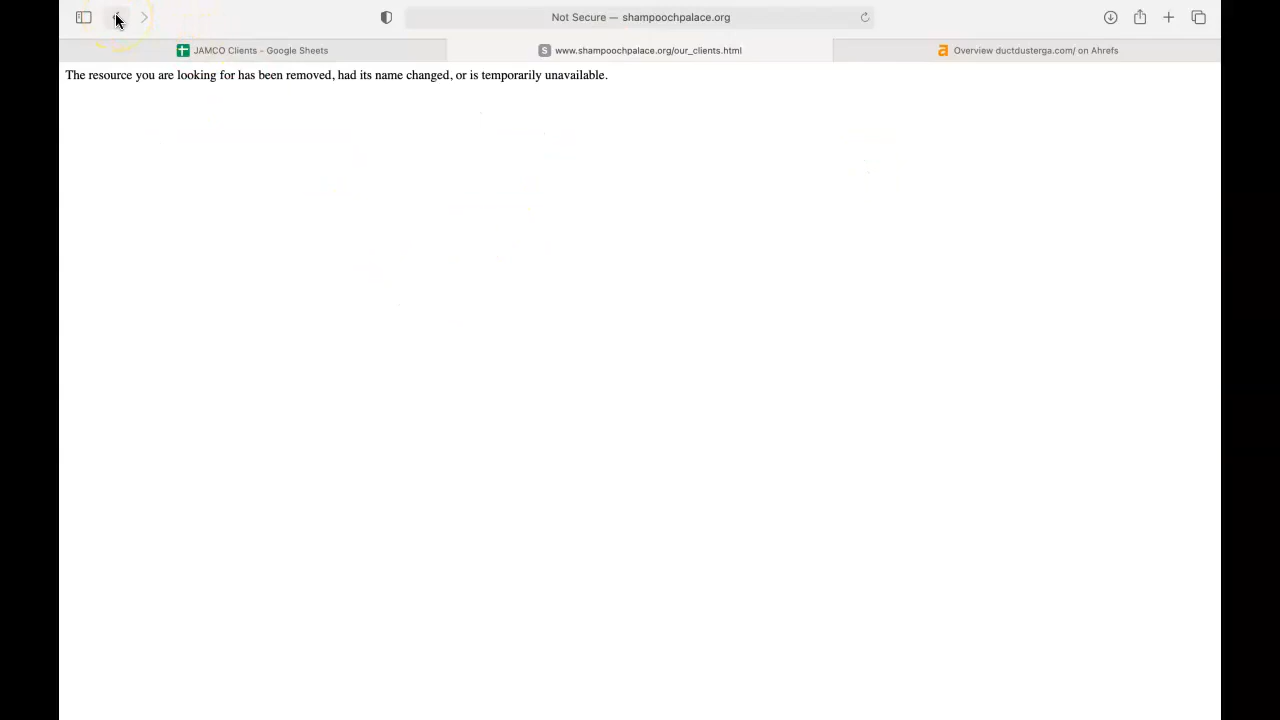 Not Secure — shampoochpalace.org
JAMCO Clients - Google Sheets
S www.shampoochpalace.org/our_clients.html
a Overview ductdusterga.com/ on Ahrefs
The resource you are looking for has been removed, had its name changed, or is temporarily unavailable.